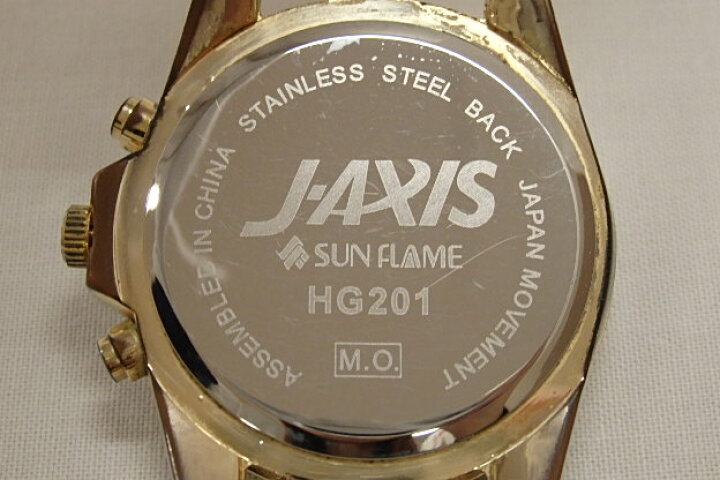 ASSEMBLED IN CHINA STAINLESS STEEL BACK JAPAN MOVEMENT
J-AXIS
SUN FLAME
HG201
M.O.